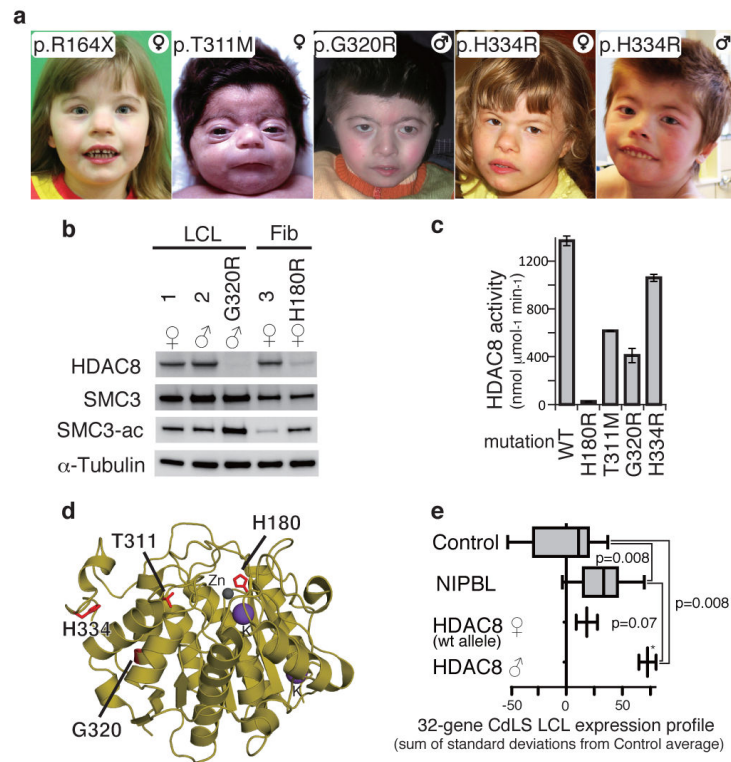 a
p.R164X ♀ p.T311M ♀ p.G320R ♂ p.H334R ♀ p.H334R ♂
b
LCL Fib
1 2 G320R 3 H180R
♀ ♂ ♂ ♀ ♀
HDAC8
SMC3
SMC3-ac
α-Tubulin
c
HDAC8 activity
(nmol μmol-1 min-1)
1200
800
400
0
mutation
WT H180R T311M G320R H334R
d
H180
T311
Zn
K
H334
K
G320
e
Control
p=0.008
NIPBL
p=0.008
HDAC8 ♀
(wt allele)
p=0.07
HDAC8 ♂
*
-50 0 50
32-gene CdLS LCL expression profile
(sum of standard deviations from Control average)